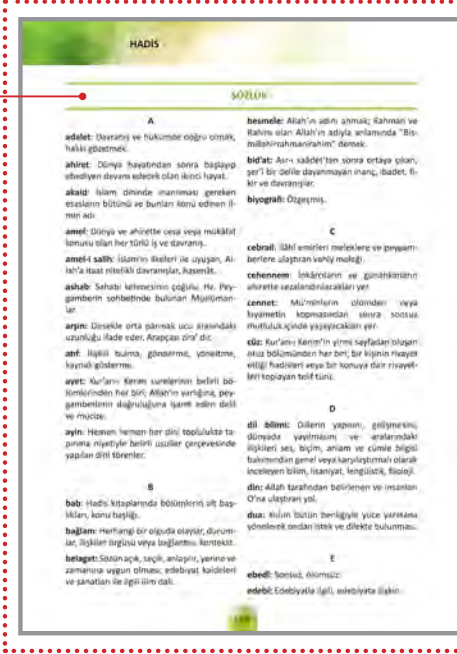 HADİS
SÖZLÜK
A
adalet: Davranış ve hükümde doğru olmak,
hakkı gözetmek.
ahiret: Dünya hayatından sonra başlayıp
ebediyen devam edecek olan ikinci hayat.
akaid: İslam dininde inanılması gereken
esasların bütünü ve bunları konu edinen il-
min adı.
amel: Dünya ve ahirette ceza veya mükâfat
konusu olan her türlü iş ve davranış.
amel-i salih: İslam'ın ilkeleri ile uyuşan, Al-
lah'a itaat nitelikli davranışlar, hasenât.
ashab: Sahabi kelimesinin çoğulu. Hz. Pey-
gamberin sohbetinde bulunan Müslüman-
lar.
arşın: Dirsekle orta parmak ucu arasındaki
uzunluğu ifade eder, Arapçası zira' dır.
atıf: İlişkili bulma, gönderme, yöneltme,
kaynak gösterme.
ayet: Kur'an-ı Kerim surelerinin belirli bö-
lümlerinden her biri; Allah'ın varlığına, pey-
gamberlerin doğruluğuna işaret eden delil
ve mucize.
ayin: Hemen hemen her dinî toplulukta ta-
pınma niyetiyle belirli usuller çerçevesinde
yapılan dinî törenler.
B
bab: Hadis kitaplarında bölümlerin alt baş-
lıkları, konu başlığı.
bağlam: Herhangi bir olguda olaylar, durum-
lar, ilişkiler örgüsü veya bağlantısı, kontekst.
belagat: Sözün açık, seçik, anlaşılır, yerine ve
zamanına uygun olması; edebiyat kaideleri
ve sanatları ile ilgili ilim dalı.
besmele: Allah'ın adını anmak; Rahman ve
Rahim olan Allah'ın adıyla anlamında "Bis-
millahirrahmanirahim" demek.
bid'at: Asr-ı saâdet'ten sonra ortaya çıkan,
şer'î bir delile dayanmayan inanç, ibadet, fi-
kir ve davranışlar.
biyografi: Özgeçmiş.
C
cebrail: İlâhî emirleri meleklere ve peygam-
berlere ulaştıran vahiy meleği.
cehennem: İnkârcıların ve günahkârların
ahirette cezalandırılacakları yer.
cennet: Mü'minlerin ölümden veya
kıyametin kopmasından sonra sonsuz
mutluluk içinde yaşayacakları yer.
cüz: Kur'an-ı Kerim'in yirmi sayfadan oluşan
otuz bölümünden her biri; bir kişinin rivayet
ettiği hadisleri veya bir konuya dair rivayet-
leri toplayan telif türü.
D
dil bilimi: Dillerin yapısını, gelişmesini,
dünyada yayılmasını ve aralarındaki
ilişkileri ses, biçim, anlam ve cümle bilgisi
bakımından genel veya karşılaştırmalı olarak
inceleyen bilim, lisaniyat, lengüistik, filoloji.
din: Allah tarafından belirlenen ve insanları
O'na ulaştıran yol.
dua: Kulun bütün benliğiyle yüce yaratana
yönelerek ondan istek ve dilekte bulunması.
E
ebedî: Sonsuz, ölümsüz.
edebî: Edebiyatla ilgili, edebiyata ilişkin.